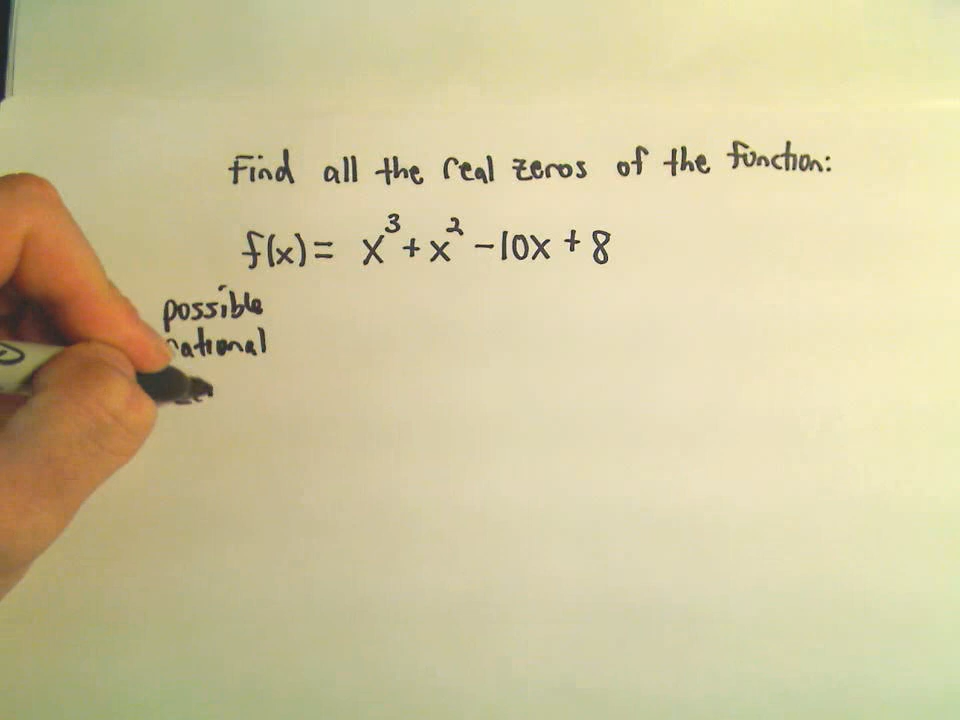 Find all the real zeros of the function:
f(x) = x³ + x² - 10x + 8
possible
rational